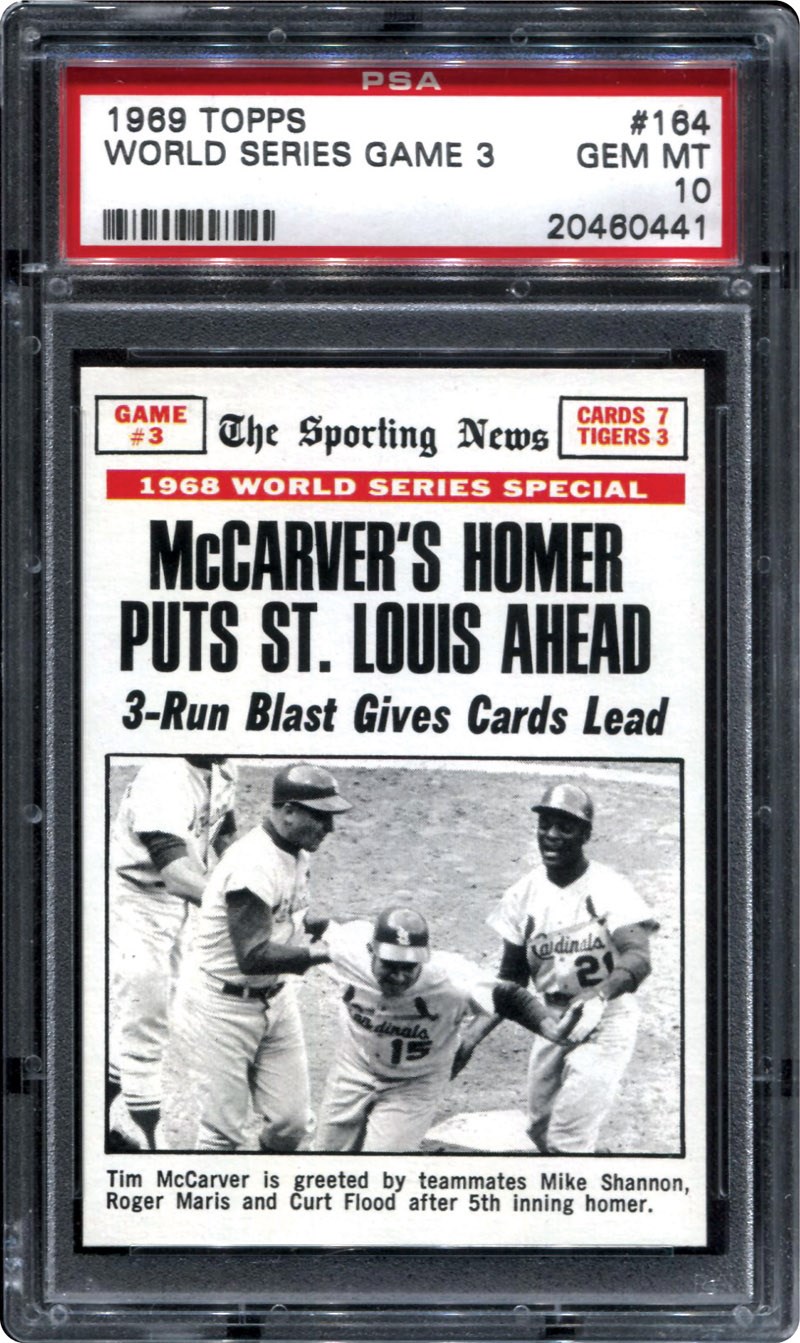 PSA
1969 TOPPS #164
WORLD SERIES GAME 3 GEM MT
10
20460441
GAME
#3
The Sporting News
CARDS 7
TIGERS 3
1968 WORLD SERIES SPECIAL
McCARVER'S HOMER
PUTS ST. LOUIS AHEAD
3-Run Blast Gives Cards Lead
Cardinals
21
Cardinals
15
Tim McCarver is greeted by teammates Mike Shannon,
Roger Maris and Curt Flood after 5th inning homer.